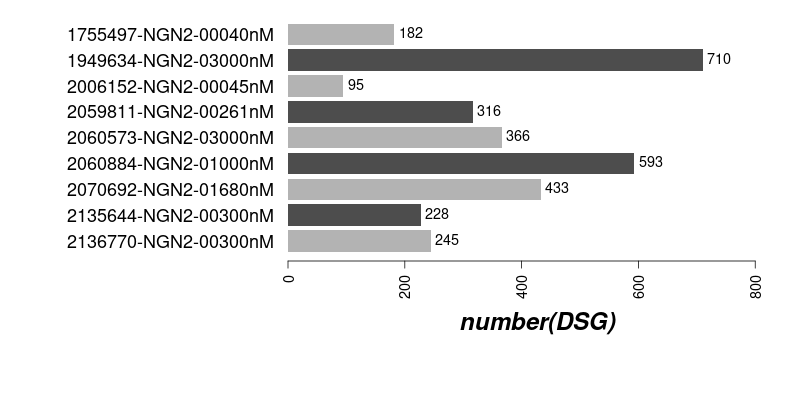 1755497-NGN2-00040nM 182
1949634-NGN2-03000nM 710
2006152-NGN2-00045nM 95
2059811-NGN2-00261nM 316
2060573-NGN2-03000nM 366
2060884-NGN2-01000nM 593
2070692-NGN2-01680nM 433
2135644-NGN2-00300nM 228
2136770-NGN2-00300nM 245
0 200 400 600 800
number(DSG)